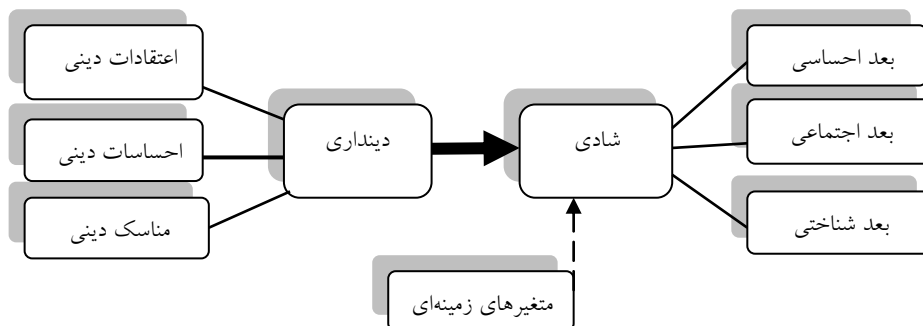 اعتقادات دینی
بعد احساسی
دینداری
شادی
بعد اجتماعی
احساسات دینی
مناسک دینی
بعد شناختی
متغیرهای زمینه‌ای